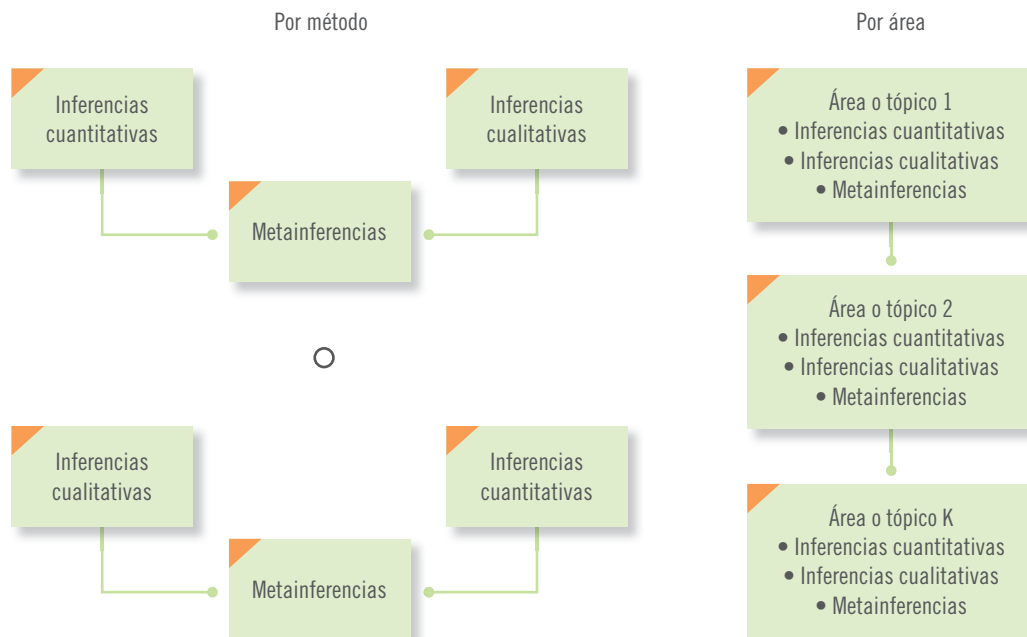 Por método
Inferencias
cuantitativas
Inferencias
cualitativas
Metainferencias
O
Inferencias
cualitativas
Inferencias
cuantitativas
Metainferencias
Por área
Área o tópico 1
• Inferencias cuantitativas
• Inferencias cualitativas
• Metainferencias
Área o tópico 2
• Inferencias cuantitativas
• Inferencias cualitativas
• Metainferencias
Área o tópico K
• Inferencias cuantitativas
• Inferencias cualitativas
• Metainferencias